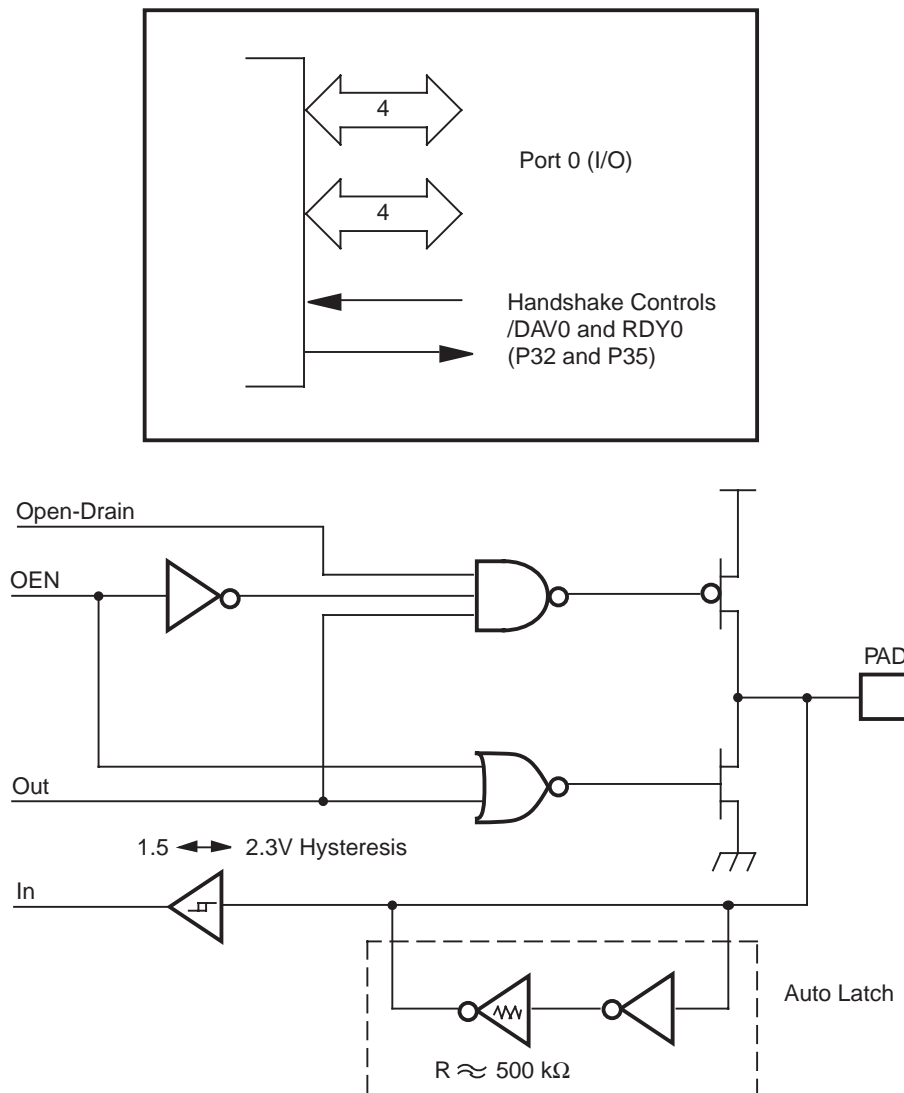 4
Port 0 (I/O)
4
Handshake Controls
/DAV0 and RDY0
(P32 and P35)
Open-Drain
OEN
PAD
Out
1.5 2.3V Hysteresis
In
Auto Latch
R ≈ 500 kΩ